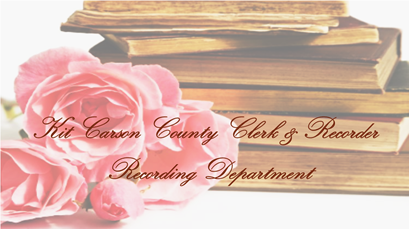 Kit Carson County Clerk & Recorder
Recording Department